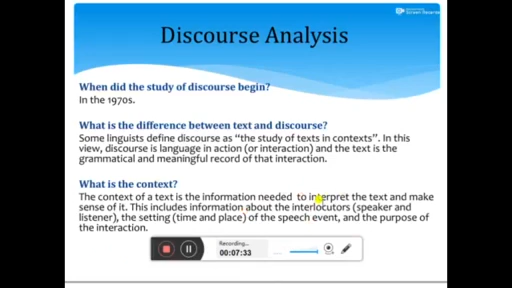 Screen Recorder
Discourse Analysis
When did the study of discourse begin?
In the 1970s.
What is the difference between text and discourse?
Some linguists define discourse as “the study of texts in contexts”. In this
view, discourse is language in action (or interaction) and the text is the
grammatical and meaningful record of that interaction.
What is the context?
The context of a text is the information needed to interpret the text and make
sense of it. This includes information about the interlocutors (speaker and
listener), the setting (time and place) of the speech event, and the purpose of
the interaction.
Recording...
00:07:33